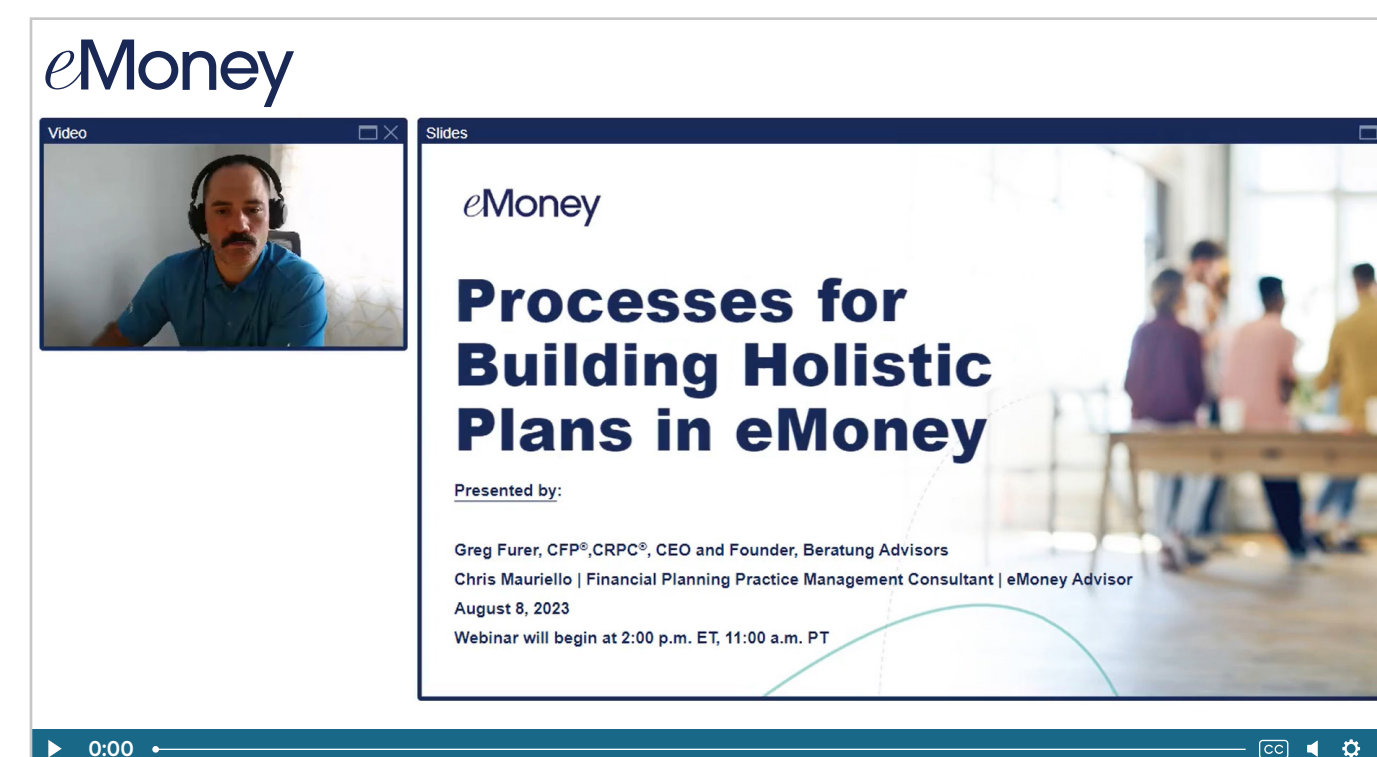 eMoney
Video
Slides
eMoney
Processes for
Building Holistic
Plans in eMoney
Presented by:
Greg Furer, CFP®,CRPC®, CEO and Founder, Beratung Advisors
Chris Mauriello | Financial Planning Practice Management Consultant | eMoney Advisor
August 8, 2023
Webinar will begin at 2:00 p.m. ET, 11:00 a.m. PT
0:00
CC